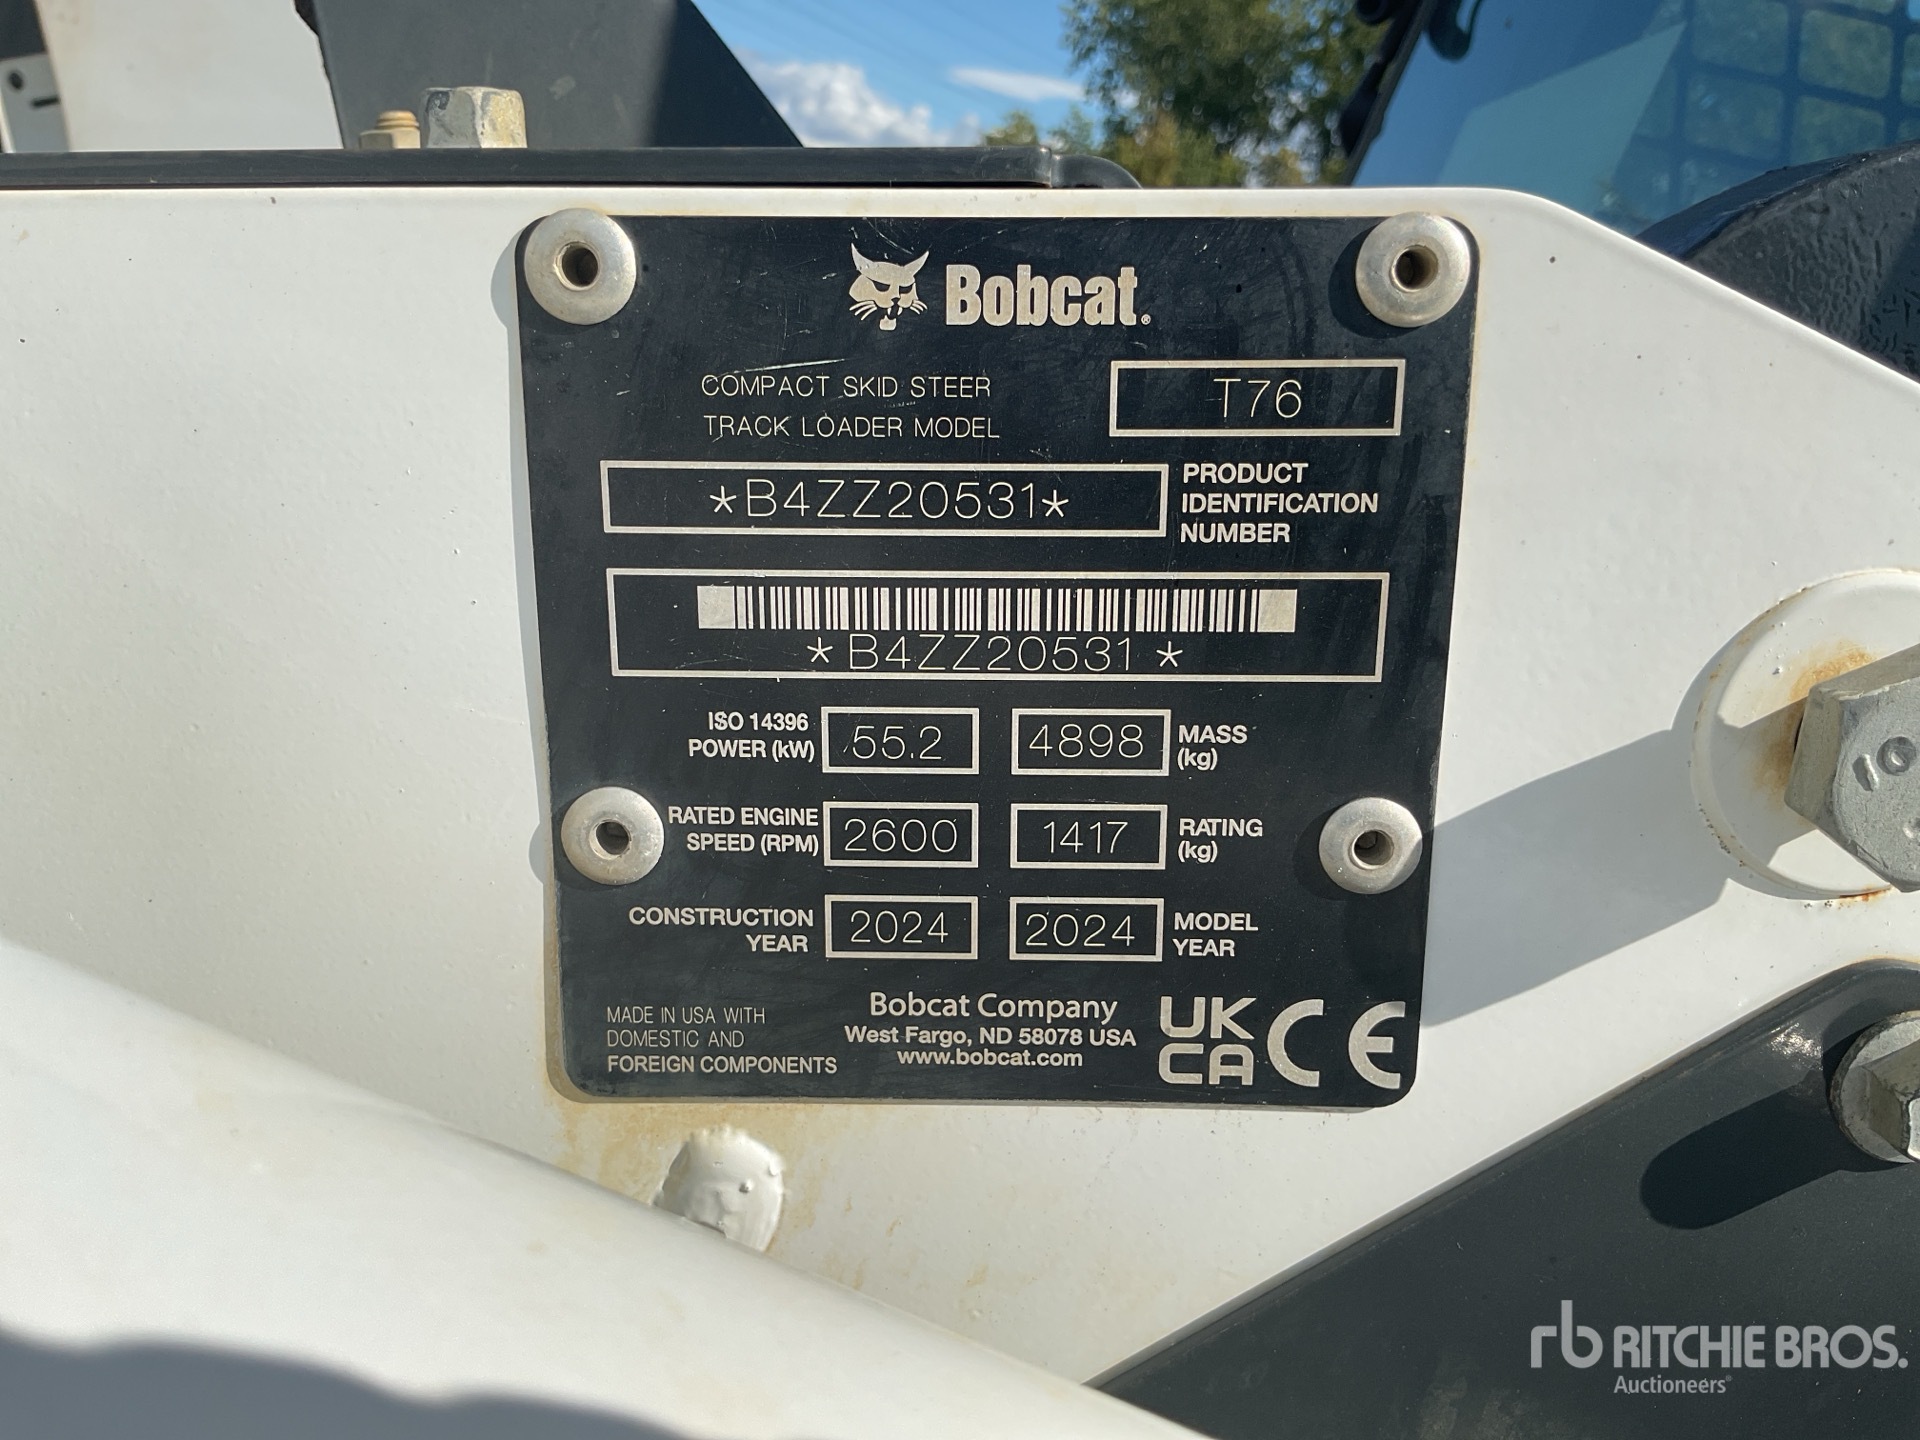 Bobcat®
COMPACT SKID STEER
TRACK LOADER MODEL
T76
*B4ZZ20531*
PRODUCT
IDENTIFICATION
NUMBER
*B4ZZ20531*
ISO 14396
POWER (kW)
55.2
4898
MASS
(kg)
RATED ENGINE
SPEED (RPM)
2600
1417
RATING
(kg)
CONSTRUCTION
YEAR
2024
2024
MODEL
YEAR
MADE IN USA WITH
DOMESTIC AND
FOREIGN COMPONENTS
Bobcat Company
West Fargo, ND 58078 USA
www.bobcat.com
UK
CA
CE
10
rb RITCHIE BROS.
Auctioneers®